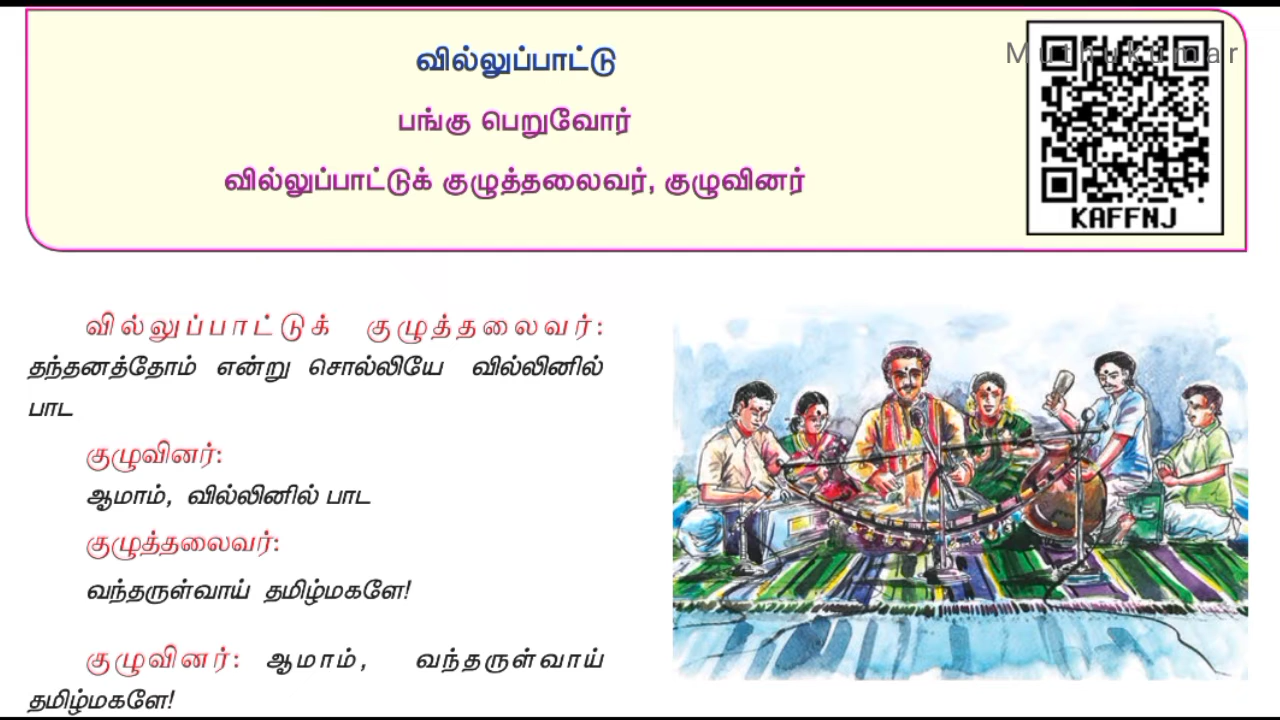 வில்லுப்பாட்டு
Muthukumar
பங்கு பெறுவோர்
வில்லுப்பாட்டுக் குழுத்தலைவர், குழுவினர்
KAFFNJ
வில்லுப்பாட்டுக் குழுத்தலைவர்:
தந்தனத்தோம் என்று சொல்லியே வில்லினில்
பாட
குழுவினர்:
ஆமாம், வில்லினில் பாட
குழுத்தலைவர்:
வந்தருள்வாய் தமிழ்மகளே!
குழுவினர்: ஆமாம், வந்தருள்வாய்
தமிழ்மகளே!